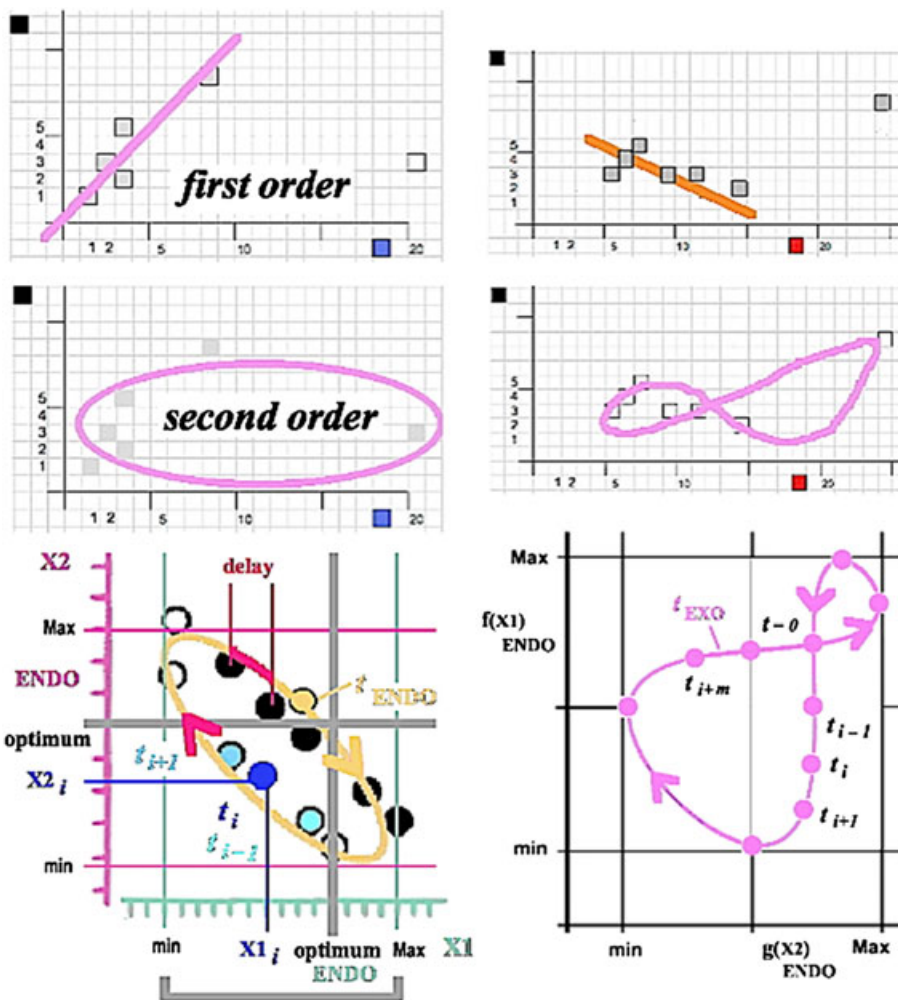 5
4
3
2
1
first order
1 2 5 10 20
5
4
3
2
1
1 2 5 10 20
5
4
3
2
1
second order
1 2 5 10 20
5
4
3
2
1
1 2 5 10 20
X2
delay
Max
ENDO
t ENDO
optimum
t i+1
X2 i
t i
t i-1
min
min
X1 i
optimum
Max
X1
ENDO
Max
f(X1)
ENDO
t EXO
t-0
t i+m
t i-1
t i
t i+1
min
min
g(X2)
Max
ENDO